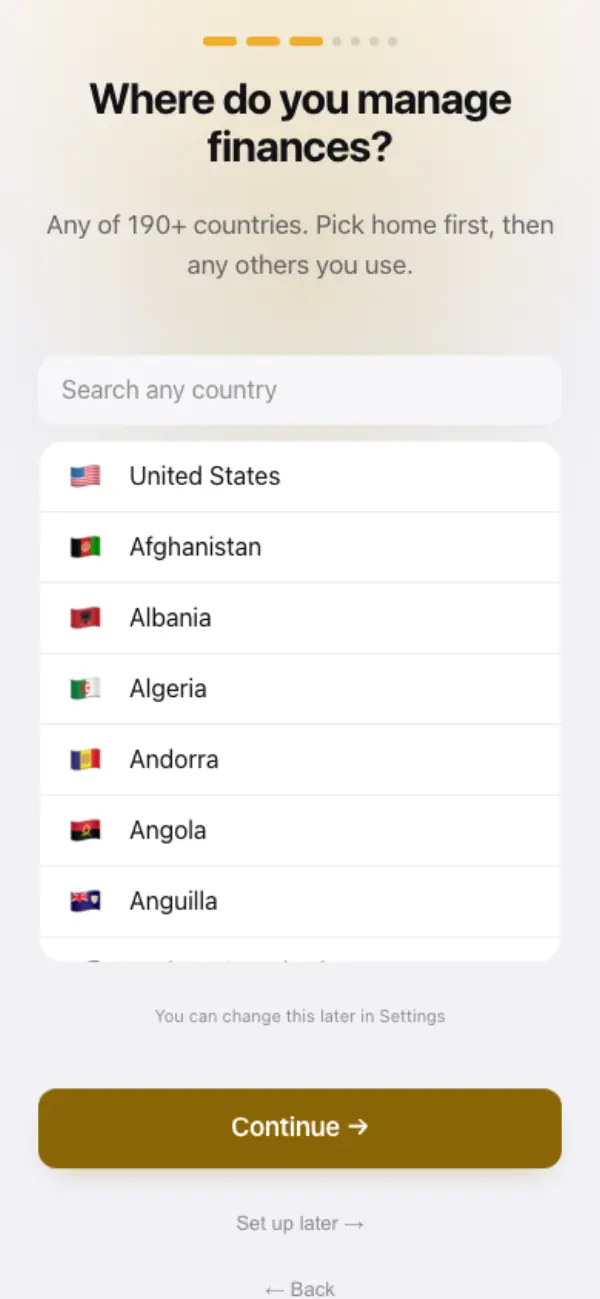 Where do you manage
finances?
Any of 190+ countries. Pick home first, then
any others you use.
Search any country
United States
Afghanistan
Albania
Algeria
Andorra
Angola
Anguilla
You can change this later in Settings
Continue →
Set up later →
← Back